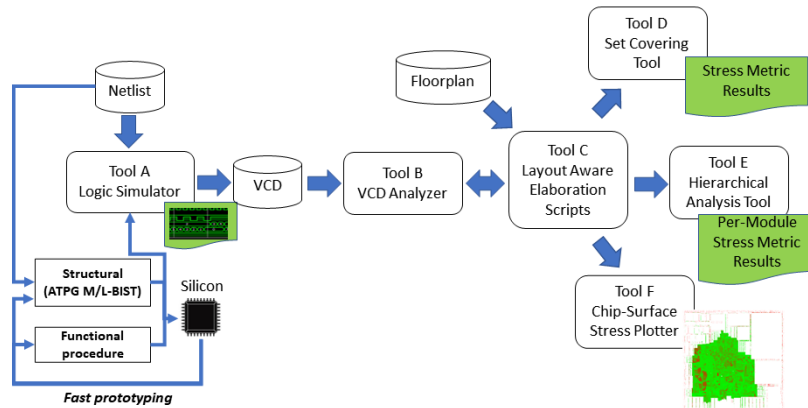 Netlist
Tool A
Logic Simulator
VCD
Tool B
VCD Analyzer
Floorplan
Tool C
Layout Aware
Elaboration
Scripts
Tool D
Set Covering
Tool
Stress Metric
Results
Tool E
Hierarchical
Analysis Tool
Per-Module
Stress Metric
Results
Tool F
Chip-Surface
Stress Plotter
Structural
(ATPG M/L-BIST)
Silicon
Functional
procedure
Fast prototyping